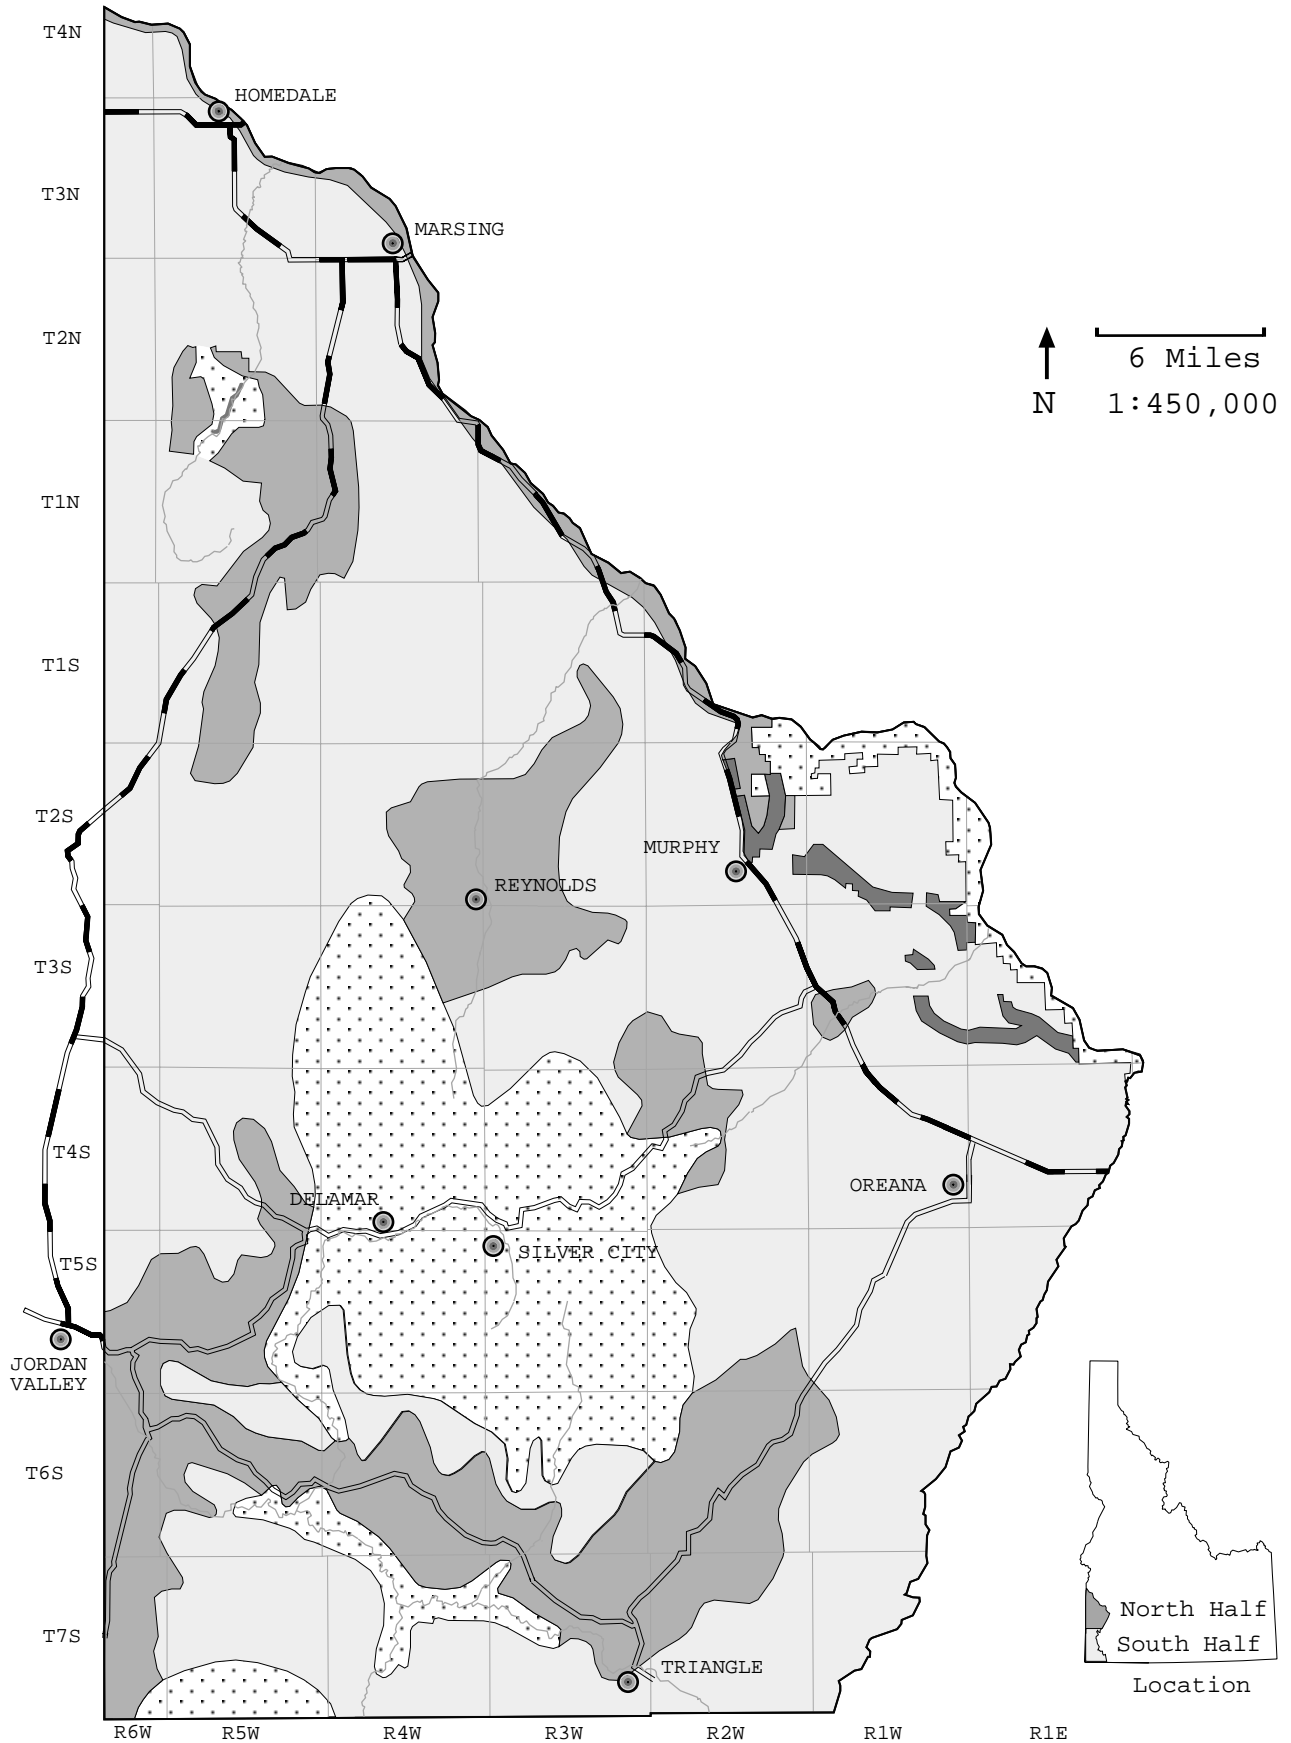 T4N
HOMEDALE
T3N
MARSING
T2N
6 Miles
N 1:450,000
T1N
T1S
T2S
MURPHY
REYNOLDS
T3S
T4S
DELAMAR
OREANA
SILVER CITY
T5S
JORDAN
VALLEY
T6S
North Half
T7S
South Half
TRIANGLE
Location
R6W R5W R4W R3W R2W R1W R1E